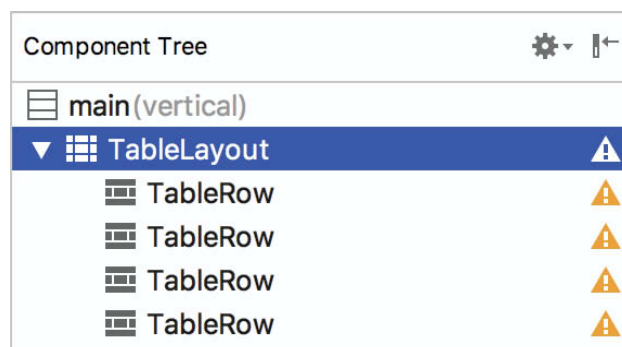 Component Tree
main(vertical)
TableLayout
TableRow
TableRow
TableRow
TableRow